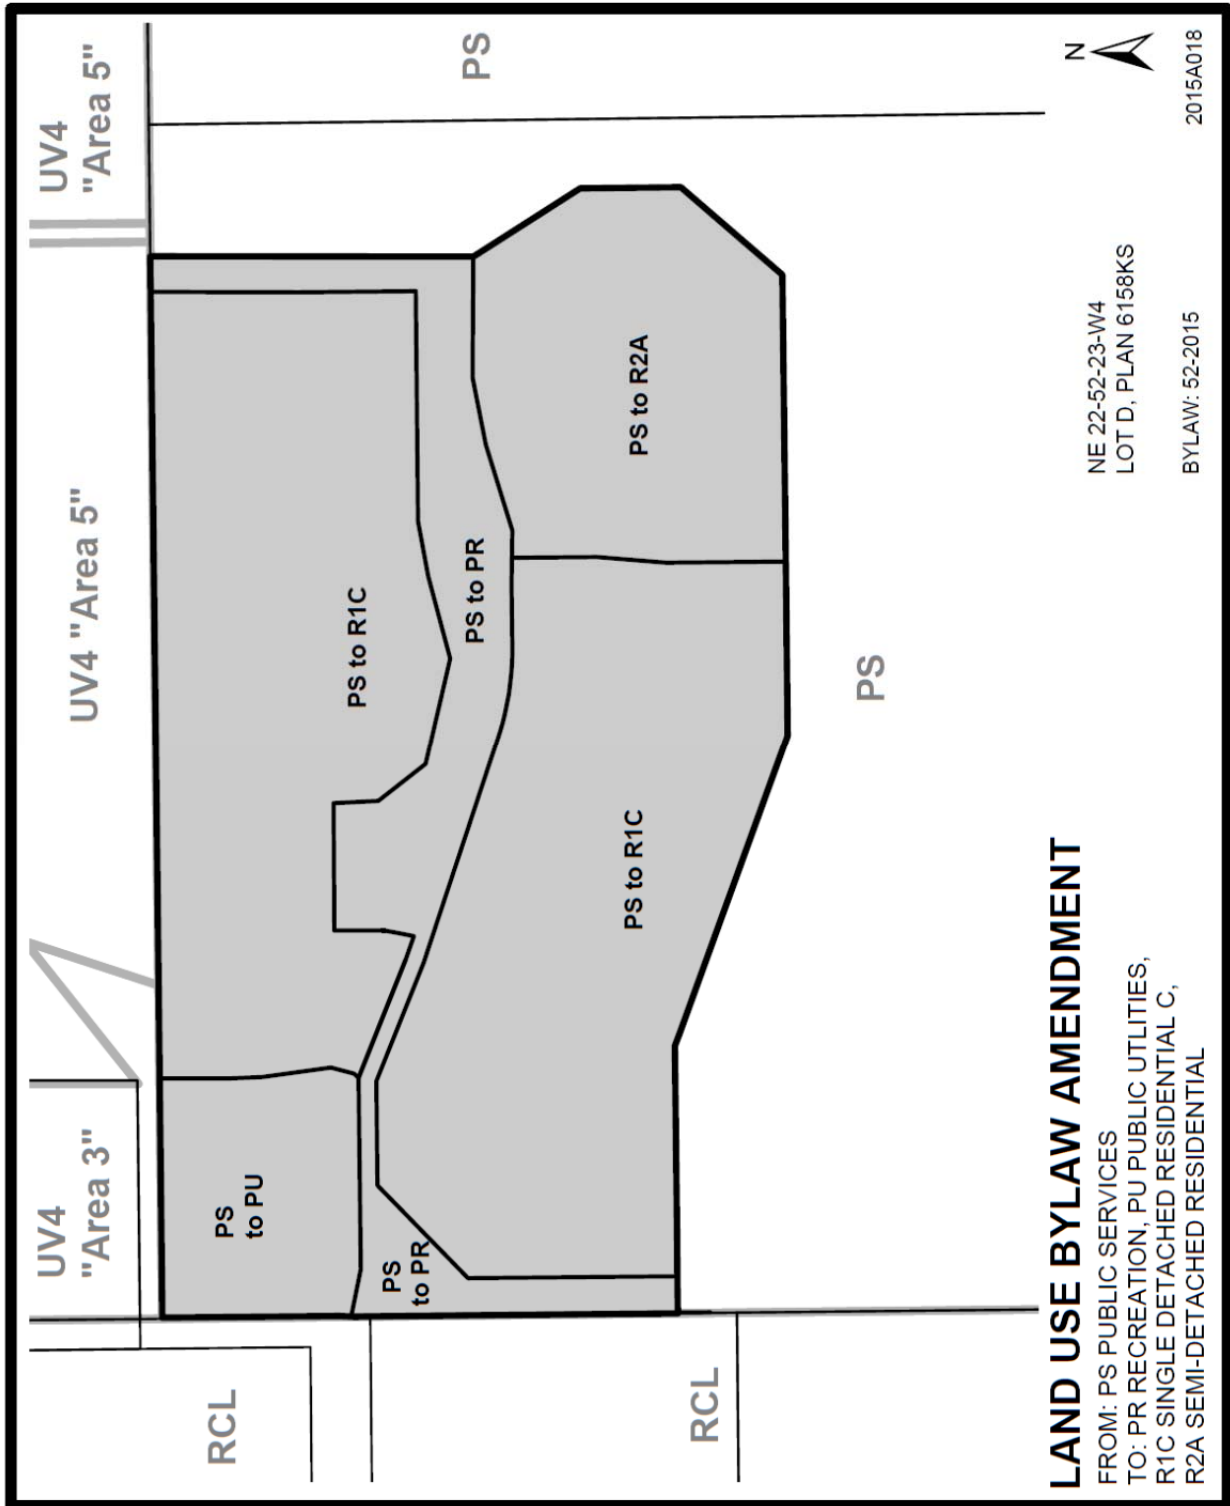 UV4
"Area 3"
UV4 "Area 5"
UV4
"Area 5"
RCL
PS
to PU
PS to R1C
PS
PS
to PR
PS to PR
RCL
PS to R1C
PS to R2A
PS
LAND USE BYLAW AMENDMENT
FROM: PS PUBLIC SERVICES
TO: PR RECREATION, PU PUBLIC UTLITIES,
R1C SINGLE DETACHED RESIDENTIAL C,
R2A SEMI-DETACHED RESIDENTIAL
NE 22-52-23-W4
LOT D, PLAN 6158KS
BYLAW: 52-2015
N
2015A018